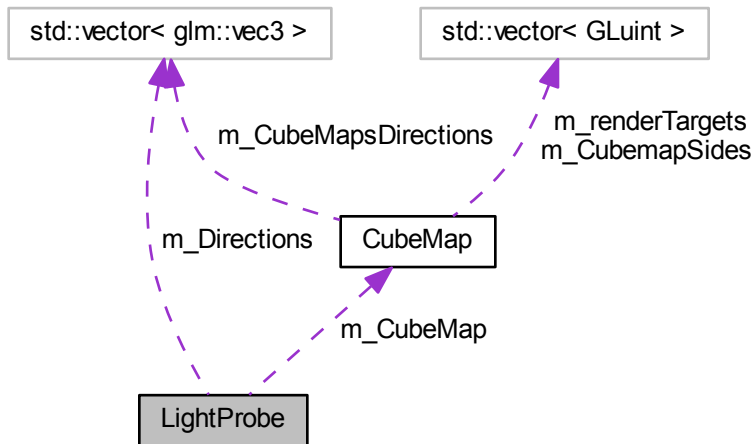 std::vector< glm::vec3 >
std::vector< GLuint >
m_renderTargets
m_CubemapSides
m_CubeMapsDirections
m_Directions
CubeMap
m_CubeMap
LightProbe